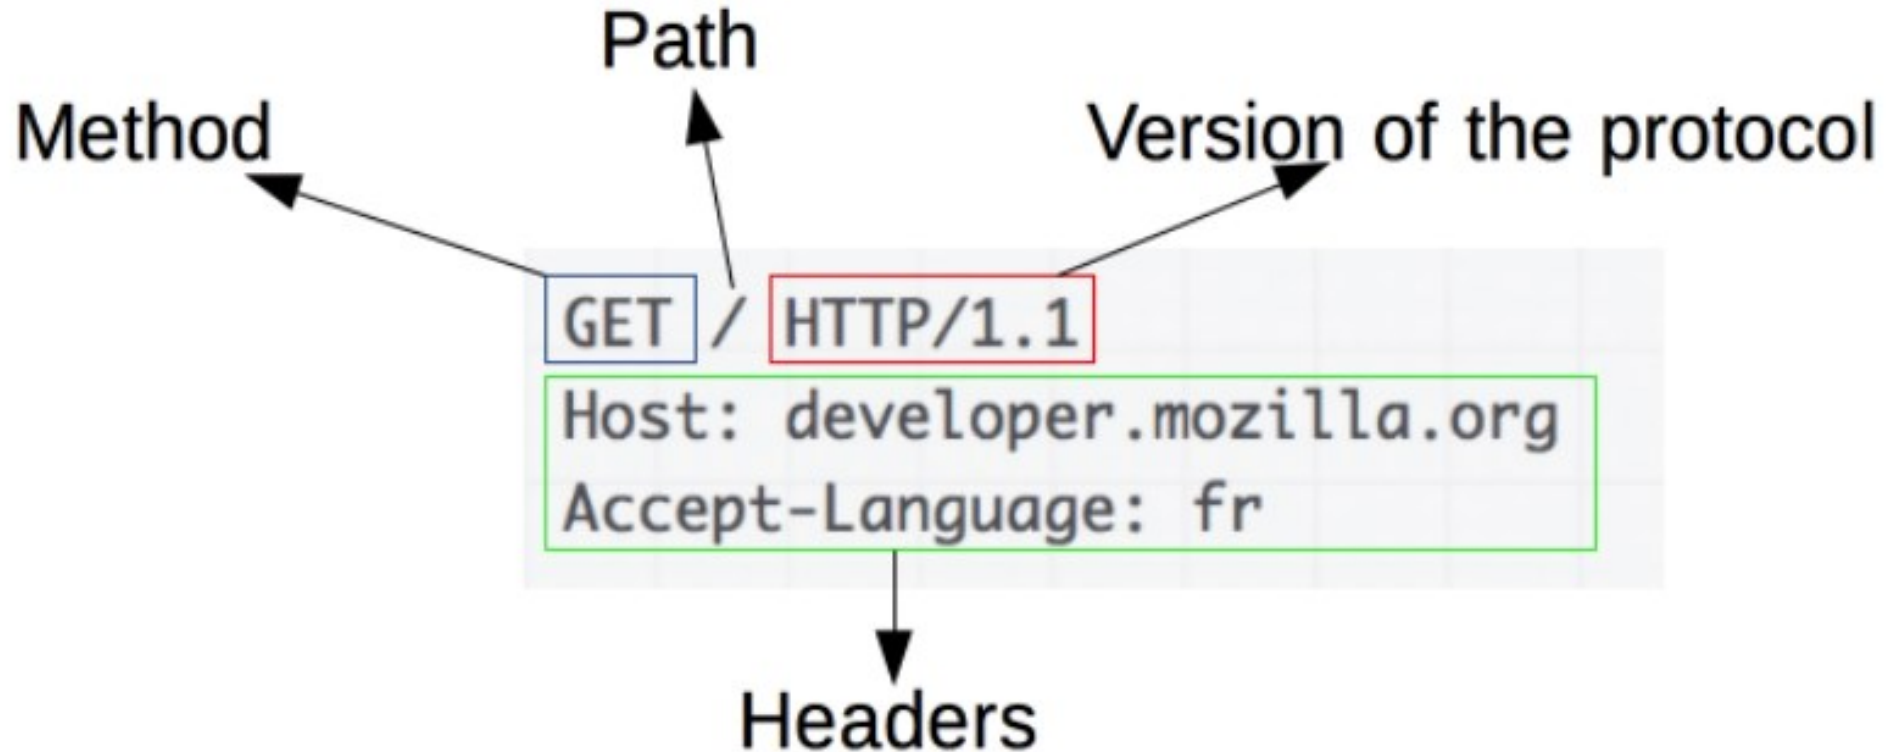 Path
Method
Version of the protocol
GET / HTTP/1.1
Host: developer.mozilla.org
Accept-Language: fr
Headers